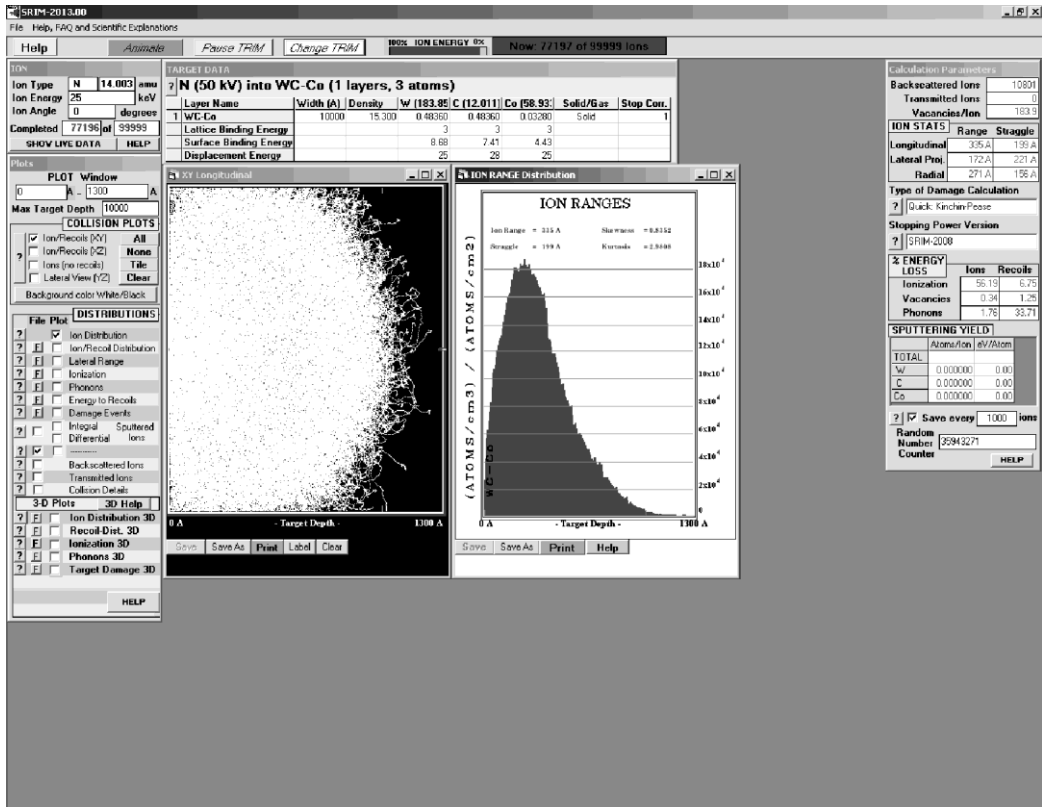 SRIM-2013.00
File Help, FAQ and Scientific Explanations
Help Animate Pause TRIM Change TRIM 100% ION ENERGY 0% Now: 77197 of 99999 Ions
ION
Ion Type N 14.003 amu
Ion Energy 25 keV
Ion Angle 0 degrees
Completed 77196 of 99999
SHOW LIVE DATA HELP
Plots
PLOT Window
0 A - 1300 A
Max Target Depth 10000
COLLISION PLOTS
Ion/Recoils (XY) All
Ion/Recoils (XZ) None
Ions (no recoils) Tile
? Lateral View (YZ) Clear
Background color White/Black
DISTRIBUTIONS
File Plot
? Ion Distribution
? F Ion/Recoil Distribution
? F Lateral Range
? F Ionization
? F Phonons
? F Energy to Recoils
? F Damage Events
? Integral Sputtered
Differential Ions
? ----------
? Backscattered Ions
? Transmitted Ions
? Collision Details
3-D Plots 3D Help
? F Ion Distribution 3D
? F Recoil-Dist. 3D
? F Ionization 3D
? F Phonons 3D
? F Target Damage 3D
HELP
TARGET DATA
? N (50 kV) into WC-Co (1 layers, 3 atoms)
Layer Name Width (A) Density W (183.85 C (12.011) Co (58.93: Solid/Gas Stop Corr.
1 WC-Co 10000 15.300 0.48360 0.48360 0.03280 Solid 1
Lattice Binding Energy 3 3 3
Surface Binding Energy 8.68 7.41 4.43
Displacement Energy 25 28 25
XY Longitudinal
0 A - Target Depth - 1300 A
Save Save As Print Label Clear
ION RANGE Distribution
ION RANGES
Ion Range = 335 A Skewness = 0.8352
Straggle = 199 A Kurtosis
(ATOMS/cm3) / (ATOMS/cm2)
18x10⁴
16x10⁴
14x10⁴
12x10⁴
10x10⁴
8x10⁴
6x10⁴
4x10⁴
2x10⁴
0
0 A - Target Depth - 1300 A
Save Save As Print Help
Calculation Parameters
Backscattered Ions 10801
Transmitted Ions 0
Vacancies/Ion 183.9
ION STATS Range Straggle
Longitudinal 335 A 199 A
Lateral Proj. 172 A 221 A
Radial 271 A 156 A
Type of Damage Calculation
? Quick: Kinchin-Pease
Stopping Power Version
? SRIM-2008
% ENERGY LOSS Ions Recoils
Ionization 56.19 6.75
Vacancies 0.34 1.25
Phonons 1.76 33.71
SPUTTERING YIELD
Atoms/Ion eV/Atom
TOTAL
W 0.000000 0.00
C 0.000000 0.00
Co 0.000000 0.00
? Save every 1000 ions
Random
Number 35943271
Counter
HELP